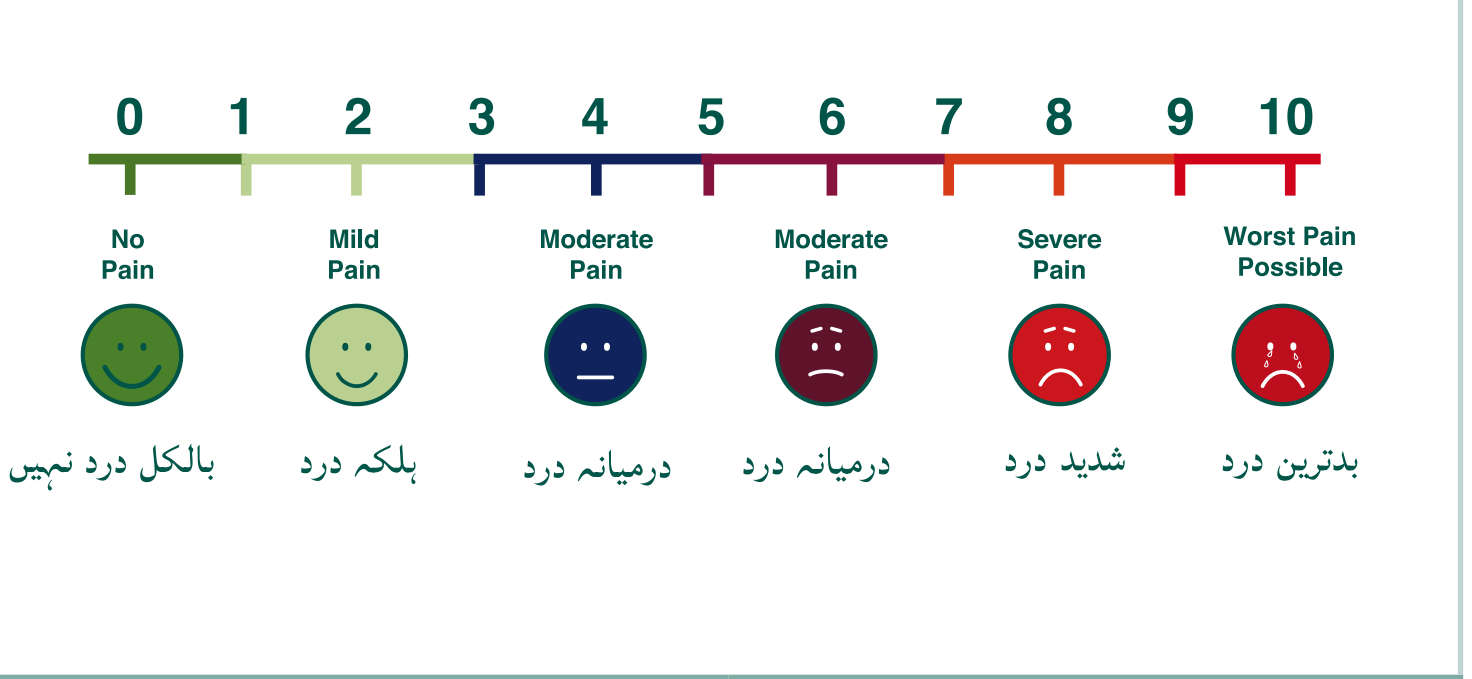 0 1 2 3 4 5 6 7 8 9 10
No Pain
Mild Pain
Moderate Pain
Moderate Pain
Severe Pain
Worst Pain Possible
بالکل درد نہیں
ہلکہ درد
درمیانہ درد
درمیانہ درد
شدید درد
بدترین درد